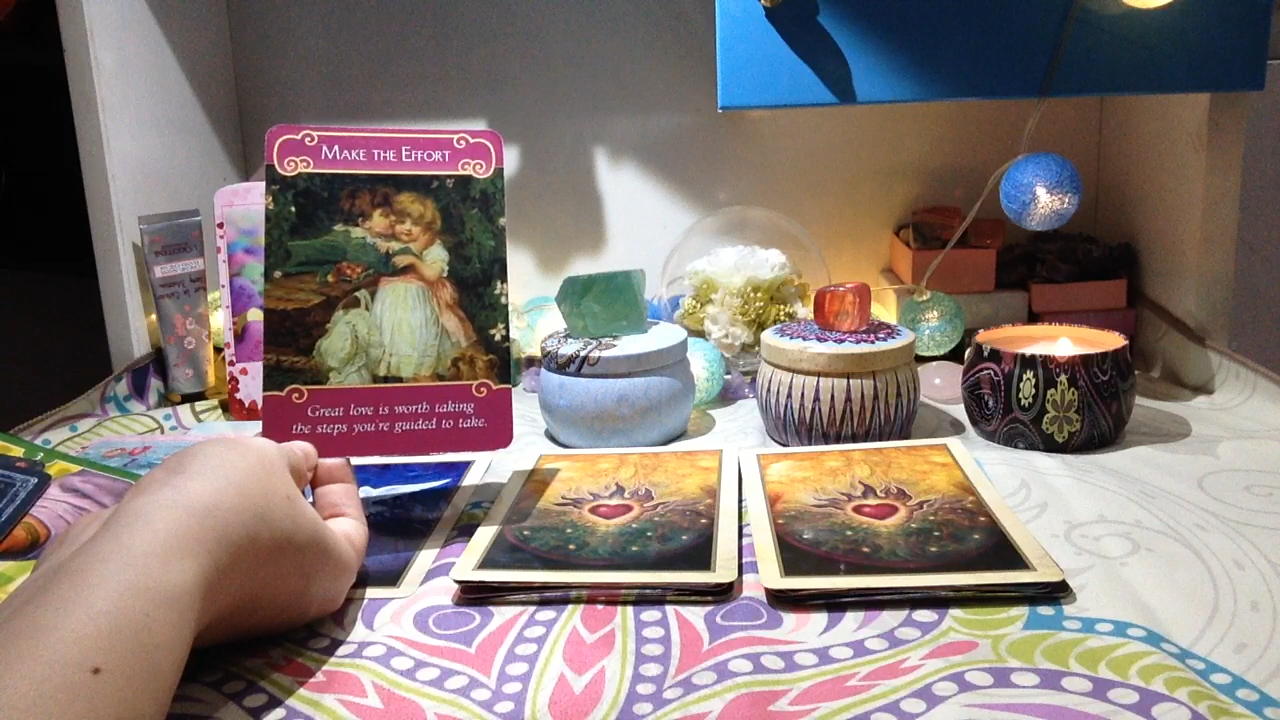 MAKE THE EFFORT
Great love is worth taking
the steps you're guided to take.